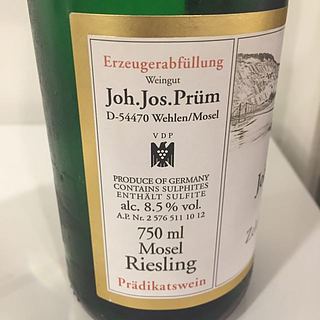 Erzeugerabfüllung
Weingut
Joh.Jos.Prüm
D-54470 Wehlen/Mosel
VDP
PRODUCE OF GERMANY
CONTAINS SULPHITES
ENTHÄLT SULFITE
alc. 8.5 % vol.
A.P. Nr. 2 576 511 10 12
750 ml
Mosel
Riesling
Prädikatswein